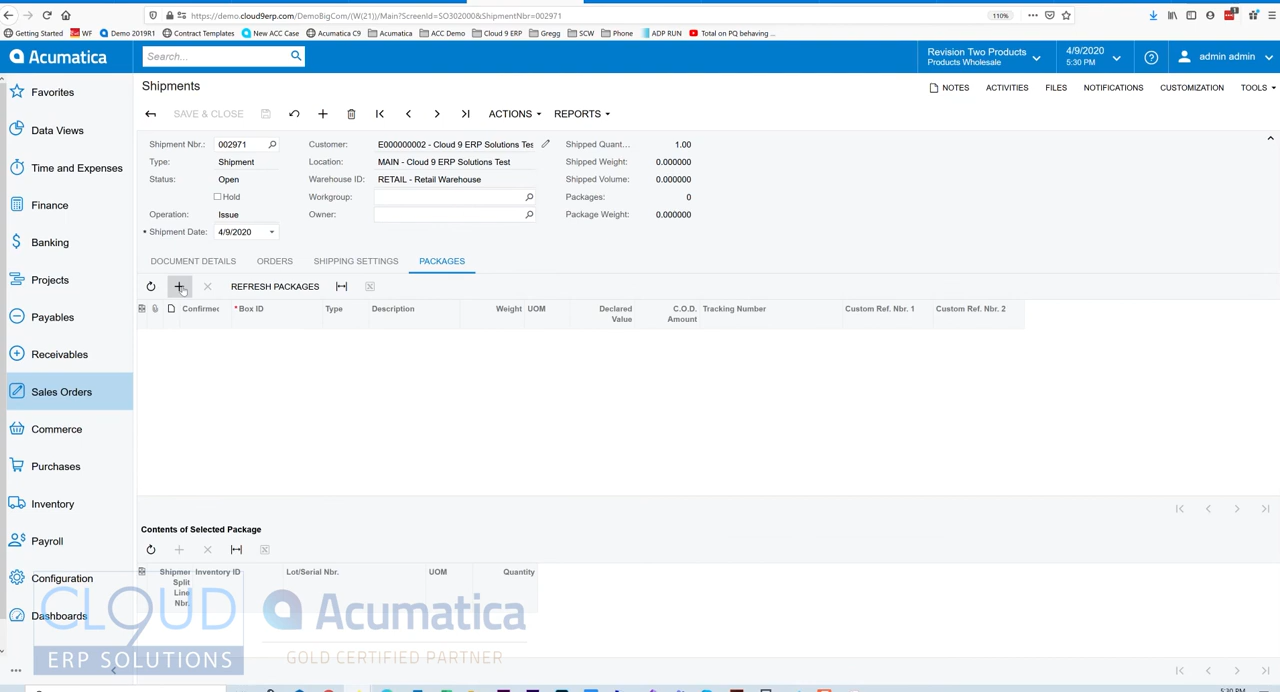 https://demo.cloud9erp.com/DemoBigCom/(W(21))/Main?ScreenId=SO302000&ShipmentNbr=002971
110%
Getting Started
WF
Demo 2019R1
Contract Templates
New ACC Case
Acumatica C9
Acumatica
ACC Demo
Cloud 9 ERP
Gregg
SCW
Phone
ADP RUN
Total on PQ behaving ...
Acumatica
Search...
Revision Two Products
Products Wholesale
4/9/2020
5:30 PM
admin admin
Favorites
Data Views
Time and Expenses
Finance
Banking
Projects
Payables
Receivables
Sales Orders
Commerce
Purchases
Inventory
Payroll
Configuration
Dashboards
Shipments
NOTES
ACTIVITIES
FILES
NOTIFICATIONS
CUSTOMIZATION
TOOLS
SAVE & CLOSE
ACTIONS
REPORTS
Shipment Nbr.: 002971
Type: Shipment
Status: Open
Hold
Operation: Issue
Shipment Date: 4/9/2020
Customer: E000000002 - Cloud 9 ERP Solutions Tes
Location: MAIN - Cloud 9 ERP Solutions Test
Warehouse ID: RETAIL - Retail Warehouse
Workgroup:
Owner:
Shipped Quant... 1.00
Shipped Weight: 0.000000
Shipped Volume: 0.000000
Packages: 0
Package Weight: 0.000000
DOCUMENT DETAILS
ORDERS
SHIPPING SETTINGS
PACKAGES
REFRESH PACKAGES
Confirmed
Box ID
Type
Description
Weight
UOM
Declared
Value
C.O.D.
Amount
Tracking Number
Custom Ref. Nbr. 1
Custom Ref. Nbr. 2
Contents of Selected Package
Shipmen
Split
Line
Nbr.
Inventory ID
Lot/Serial Nbr.
UOM
Quantity
CLOUD
9
ERP SOLUTIONS
Acumatica
GOLD CERTIFIED PARTNER
5:30 PM